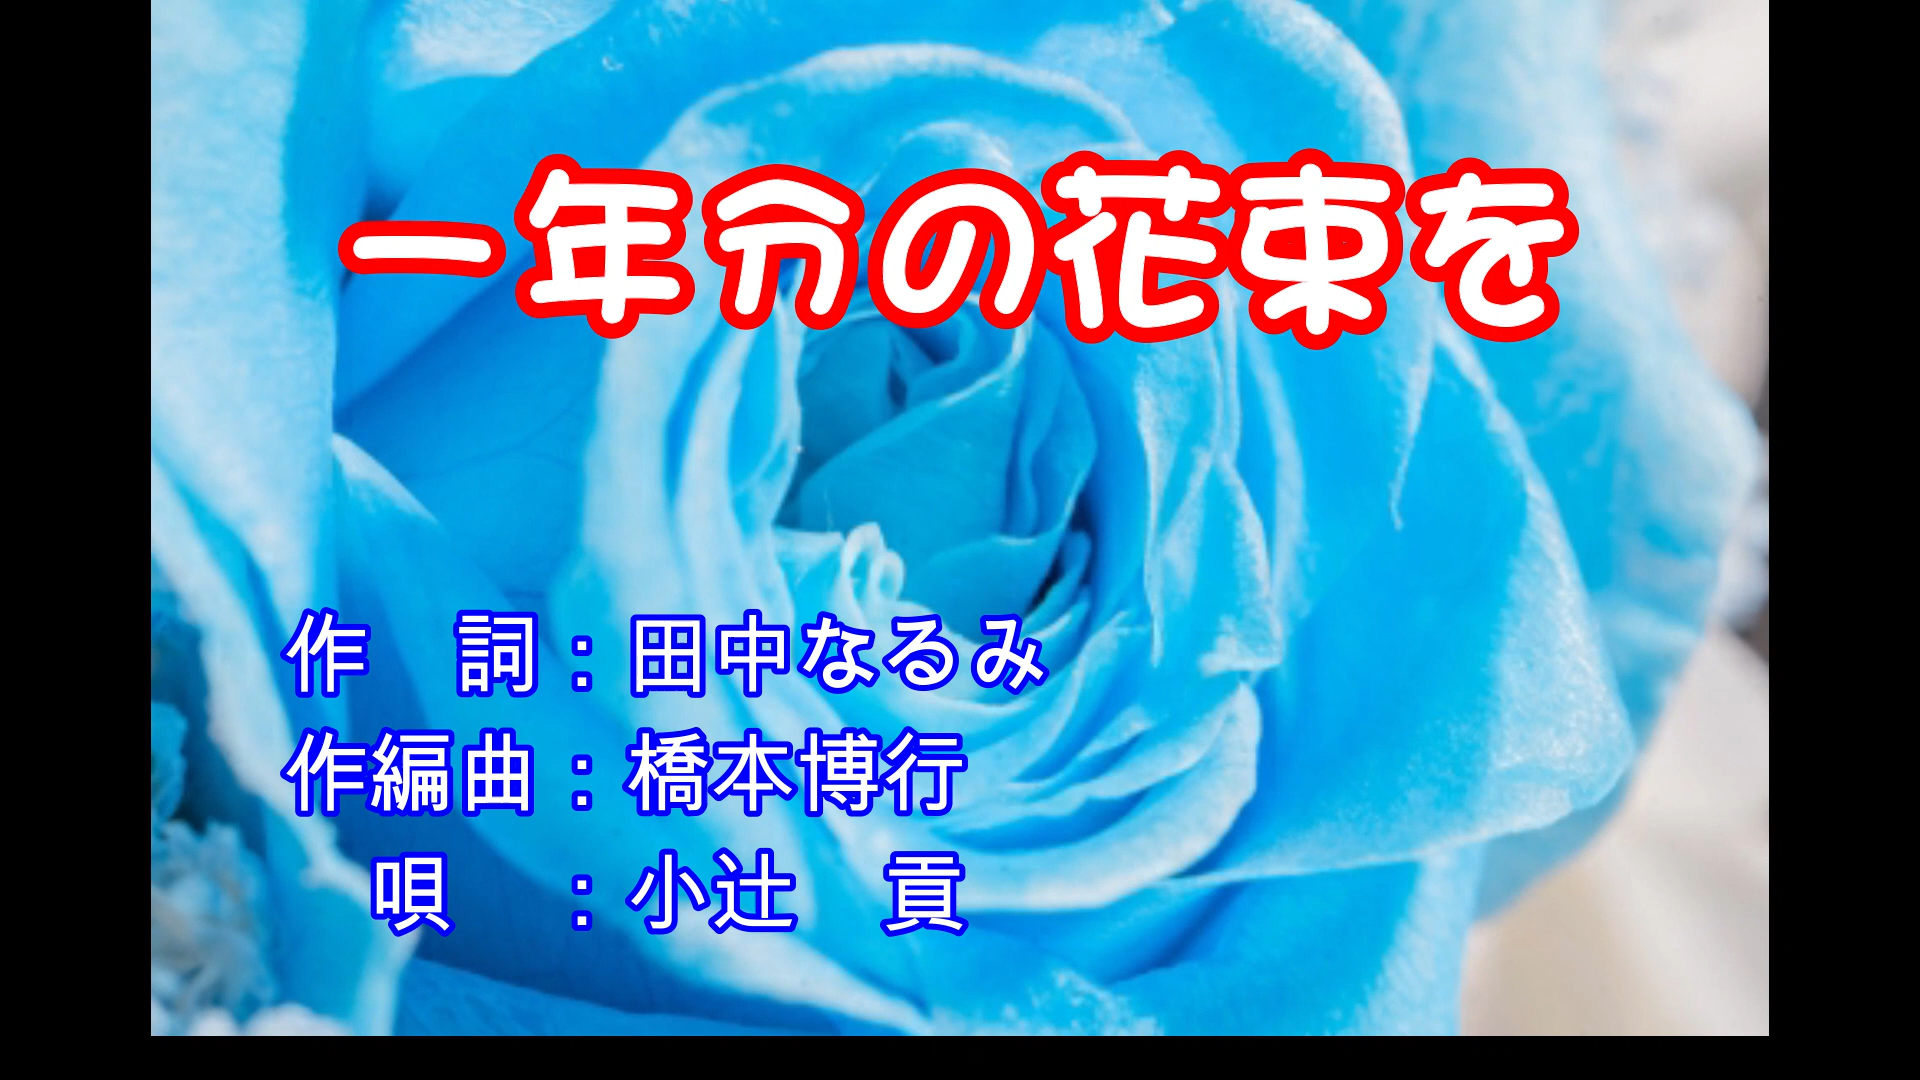 一年分の花束を
作　詞：田中なるみ
作編曲：橋本博行
唄　：小辻　貢